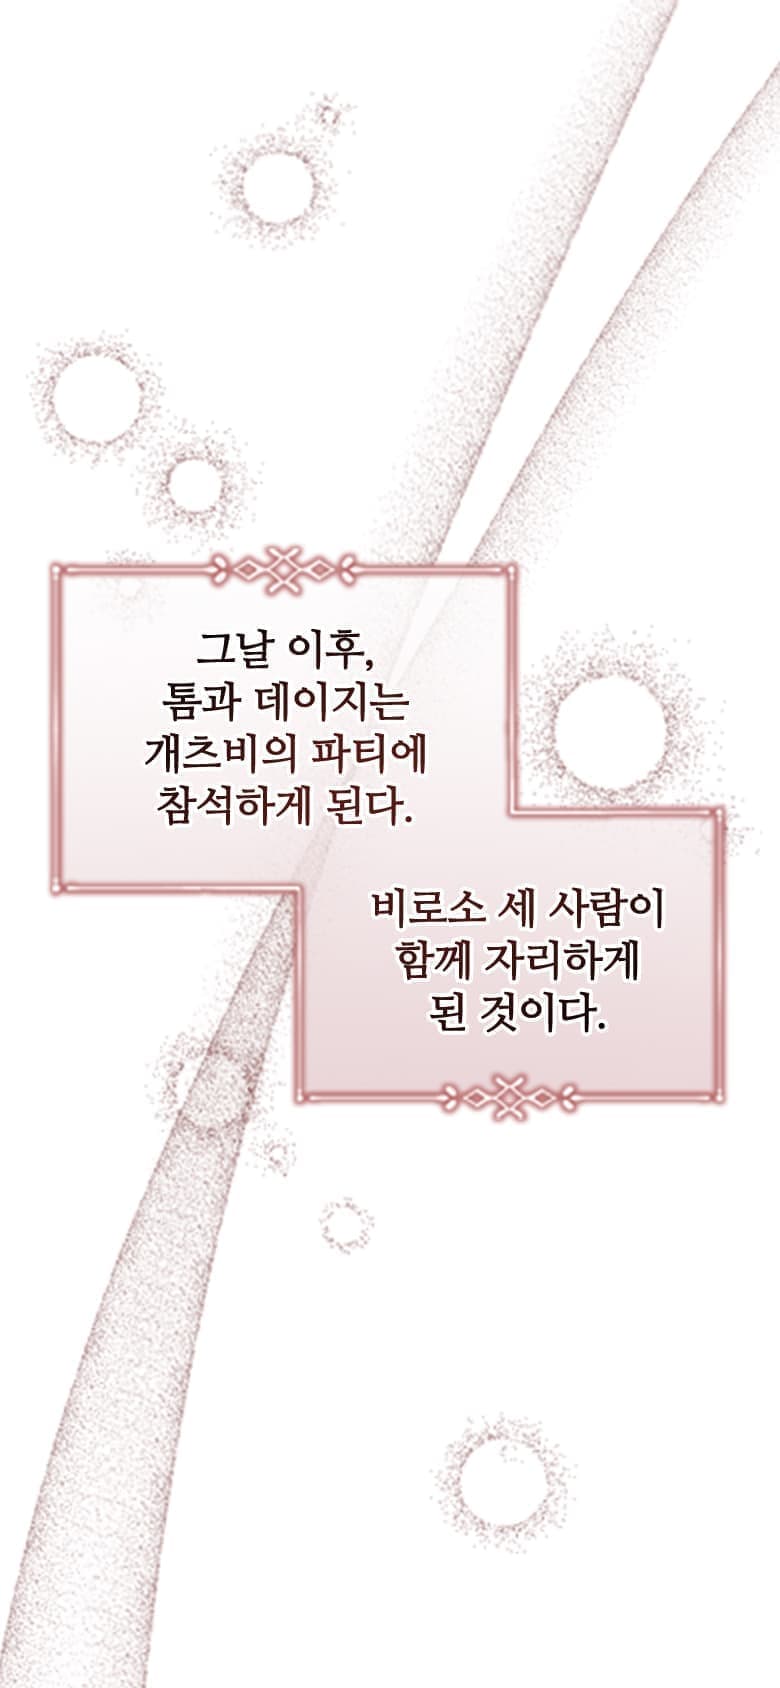 그날 이후,
톰과 데이지는
개츠비의 파티에
참석하게 된다.
비로소 세 사람이
함께 자리하게
된 것이다.